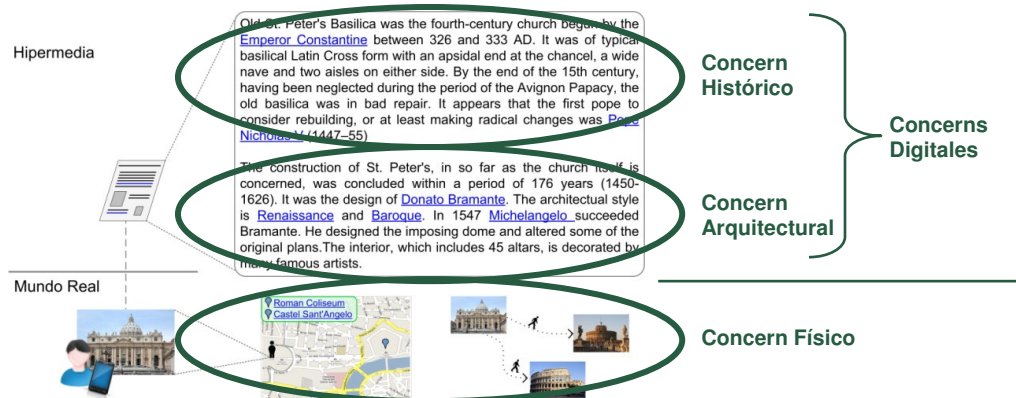 Hipermedia
Old St. Peter's Basilica was the fourth-century church begun by the
Emperor Constantine between 326 and 333 AD. It was of typical
basilical Latin Cross form with an apsidal end at the chancel, a wide
nave and two aisles on either side. By the end of the 15th century,
having been neglected during the period of the Avignon Papacy, the
old basilica was in bad repair. It appears that the first pope to
consider rebuilding, or at least making radical changes was Pope
Nicholas V (1447–55)
Concern
Histórico
The construction of St. Peter's, in so far as the church itself is
concerned, was concluded within a period of 176 years (1450-
1626). It was the design of Donato Bramante. The architectual style
is Renaissance and Baroque. In 1547 Michelangelo succeeded
Bramante. He designed the imposing dome and altered some of the
original plans.The interior, which includes 45 altars, is decorated by
many famous artists.
Concern
Arquitectural
Concerns
Digitales
Mundo Real
Roman Coliseum
Castel Sant'Angelo
Concern Físico